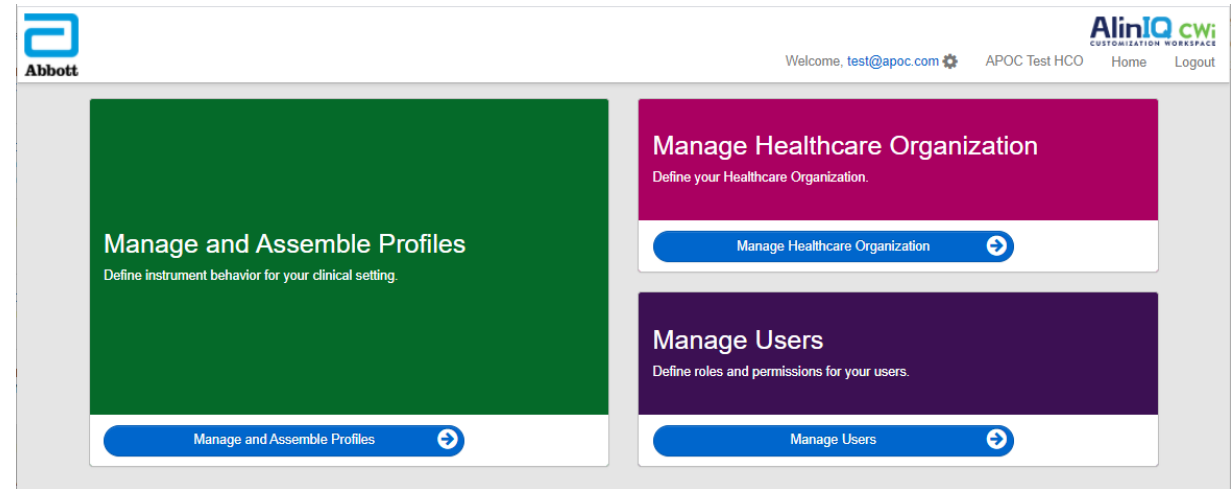 Abbott
AlinIQ CWi
CUSTOMIZATION WORKSPACE
Welcome, test@apoc.com APOC Test HCO Home Logout
Manage and Assemble Profiles
Define instrument behavior for your clinical setting.
Manage and Assemble Profiles
Manage Healthcare Organization
Define your Healthcare Organization.
Manage Healthcare Organization
Manage Users
Define roles and permissions for your users.
Manage Users